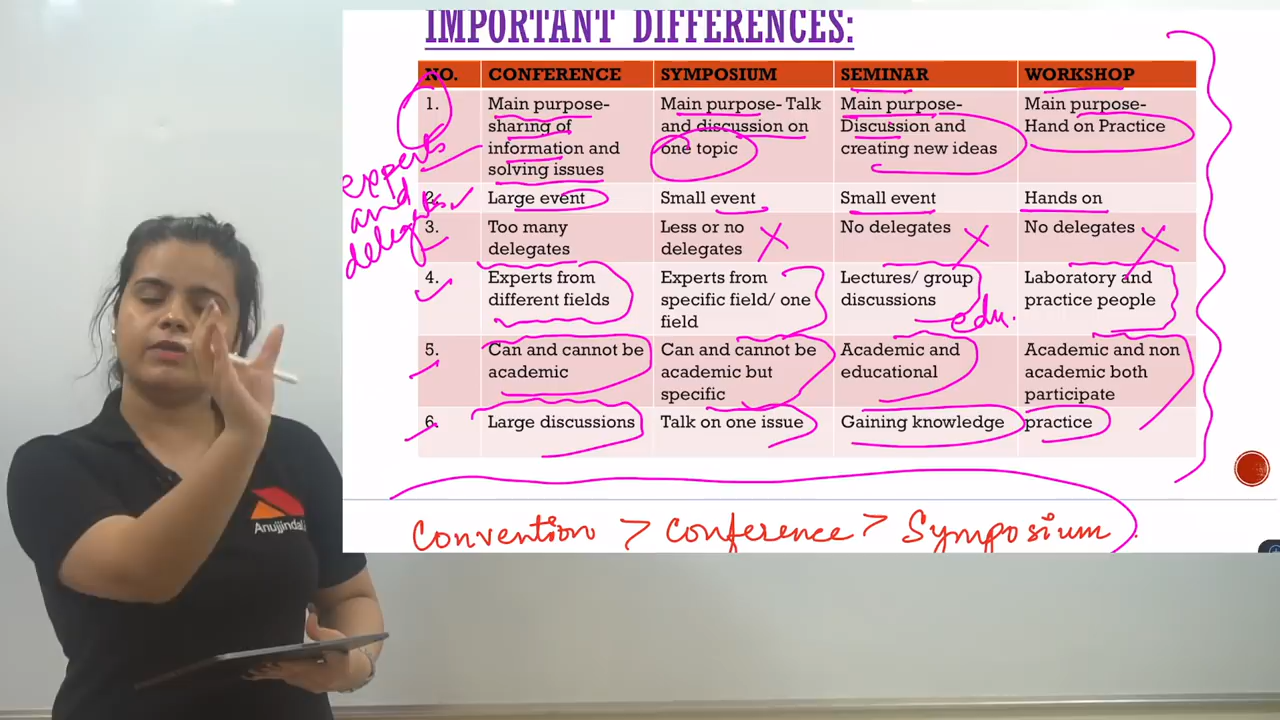 IMPORTANT DIFFERENCES:
NO. CONFERENCE SYMPOSIUM SEMINAR WORKSHOP
1. Main purpose- sharing of information and solving issues Main purpose- Talk and discussion on one topic Main purpose- Discussion and creating new ideas Main purpose- Hand on Practice
2. Large event Small event Small event Hands on
3. Too many delegates Less or no delegates No delegates No delegates
4. Experts from different fields Experts from specific field/ one field Lectures/ group discussions Laboratory and practice people
5. Can and cannot be academic Can and cannot be academic but specific Academic and educational Academic and non academic both participate
6. Large discussions Talk on one issue Gaining knowledge practice
experts
and
delegates
edu.
Convention > Conference > Symposium
Anujjindal